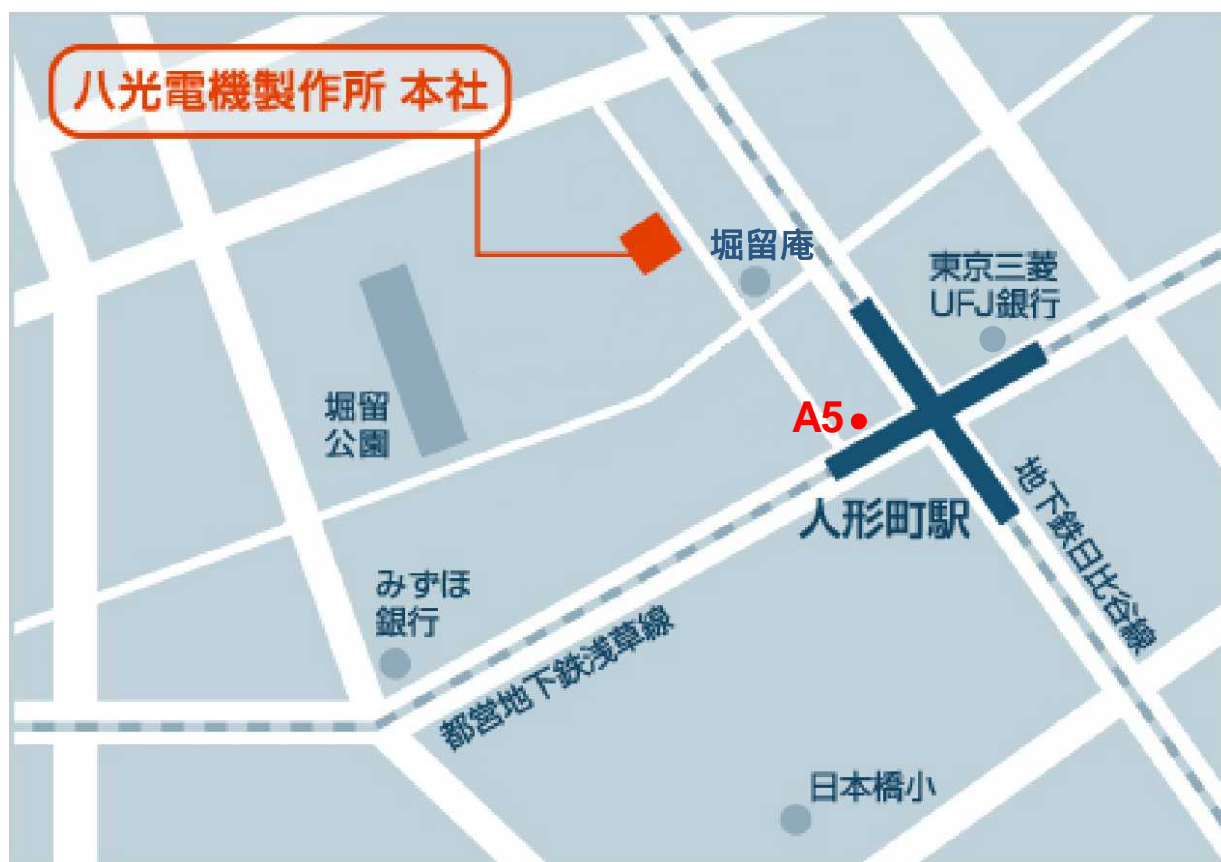 八光電機製作所 本社
堀留庵
東京三菱
UFJ銀行
堀留
公園
A5
人形町駅
地下鉄日比谷線
みずほ
銀行
都営地下鉄浅草線
日本橋小